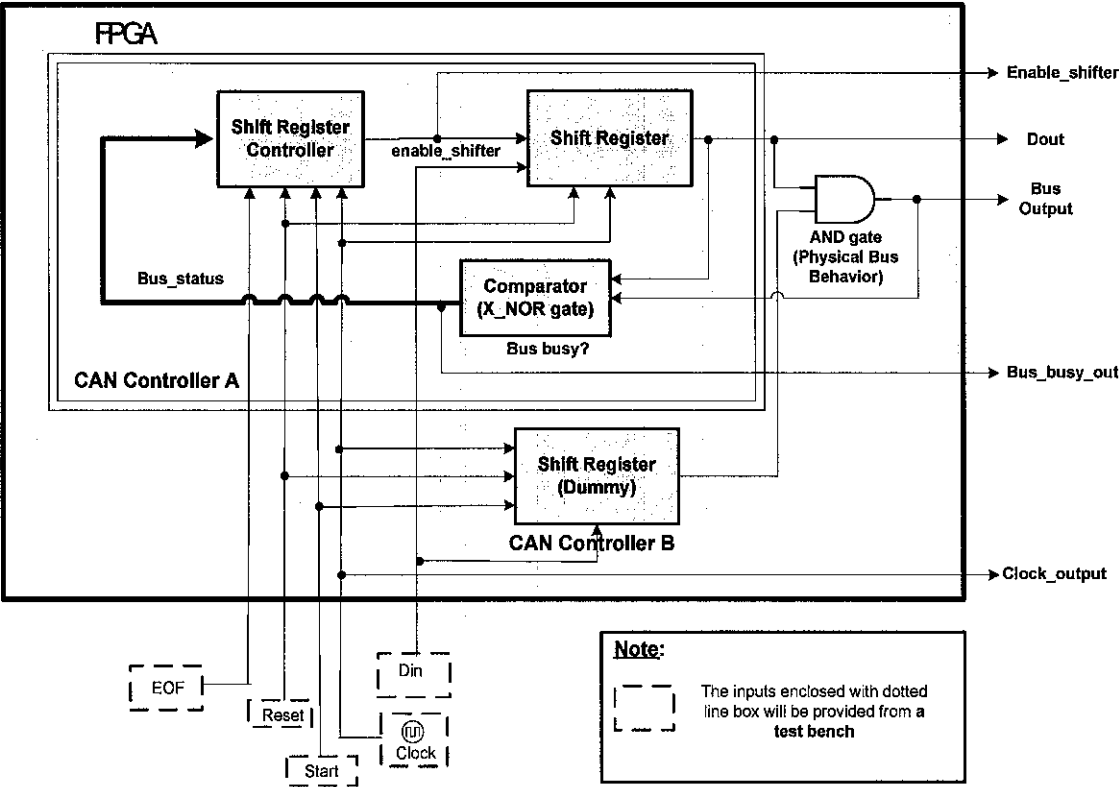 FPGA
Enable_shifter
Shift Register
Controller
enable_shifter
Shift Register
Dout
Bus
Output
AND gate
(Physical Bus
Behavior)
Bus_status
Comparator
(X_NOR gate)
Bus busy?
CAN Controller A
Bus_busy_out
Shift Register
(Dummy)
CAN Controller B
Clock_output
EOF
Reset
Start
Din
Clock
Note:
The inputs enclosed with dotted
line box will be provided from a
test bench